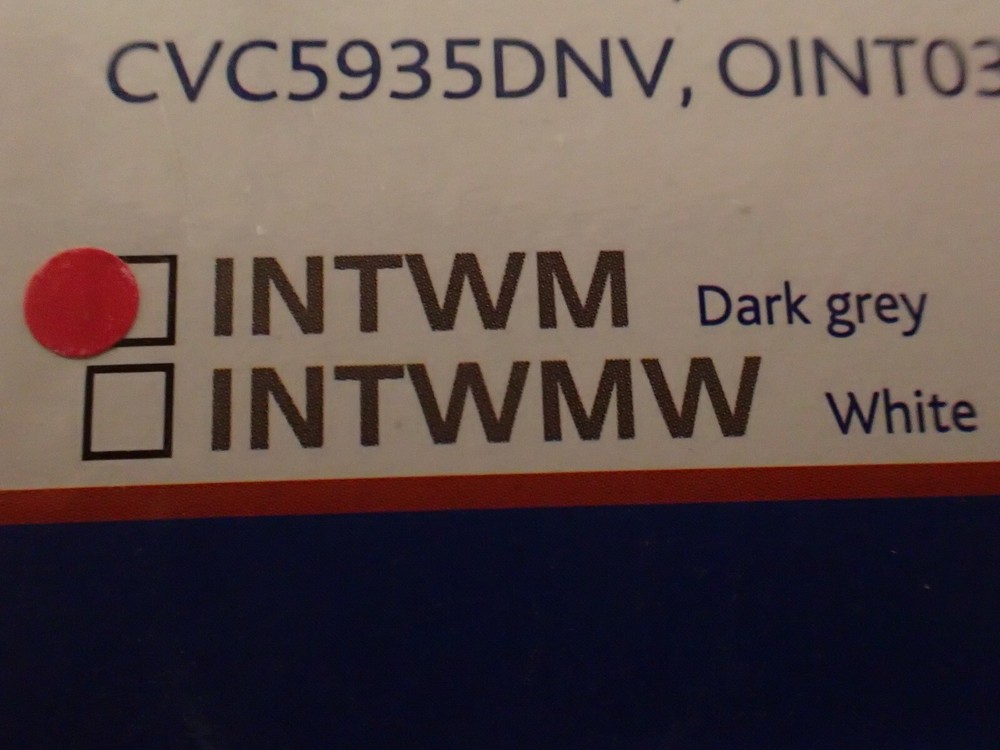 CVC5935DNV, OINT03
INTWM Dark grey
INTWMW White